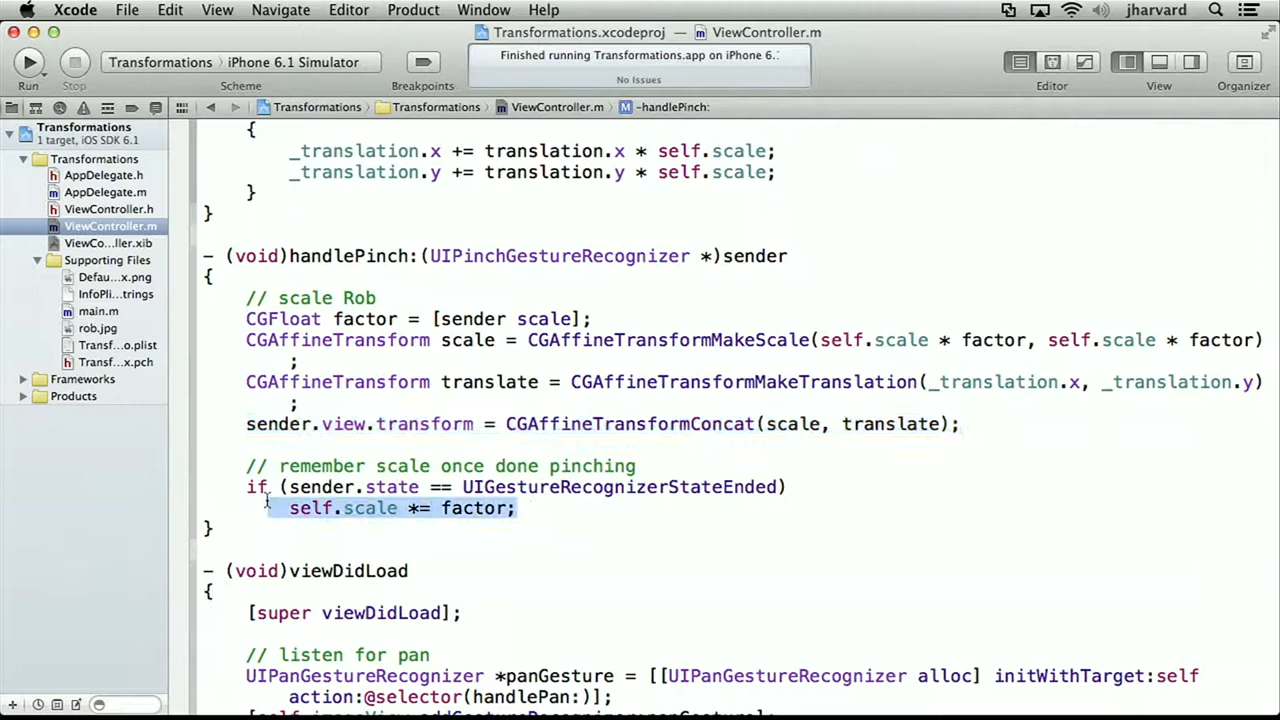 Xcode File Edit View Navigate Editor Product Window Help jharvard
Transformations.xcodeproj — ViewController.m
Run Stop
Transformations › iPhone 6.1 Simulator
Scheme
Breakpoints
Finished running Transformations.app on iPhone 6.:
No Issues
Editor View Organizer
Transformations Transformations ViewController.m M -handlePinch:
Transformations
1 target, iOS SDK 6.1
Transformations
AppDelegate.h
AppDelegate.m
ViewController.h
ViewController.m
ViewCo...ller.xib
Supporting Files
Defau...x.png
InfoPli...trings
main.m
rob.jpg
Transf...o.plist
Transf...x.pch
Frameworks
Products
{
_translation.x += translation.x * self.scale;
_translation.y += translation.y * self.scale;
}
}
- (void)handlePinch:(UIPinchGestureRecognizer *)sender
{
// scale Rob
CGFloat factor = [sender scale];
CGAffineTransform scale = CGAffineTransformMakeScale(self.scale * factor, self.scale * factor)
;
CGAffineTransform translate = CGAffineTransformMakeTranslation(_translation.x, _translation.y)
;
sender.view.transform = CGAffineTransformConcat(scale, translate);
// remember scale once done pinching
if (sender.state == UIGestureRecognizerStateEnded)
self.scale *= factor;
}
- (void)viewDidLoad
{
[super viewDidLoad];
// listen for pan
UIPanGestureRecognizer *panGesture = [[UIPanGestureRecognizer alloc] initWithTarget:self
action:@selector(handlePan:)];
[self.imageView addGestureRecognizer:panGesture];